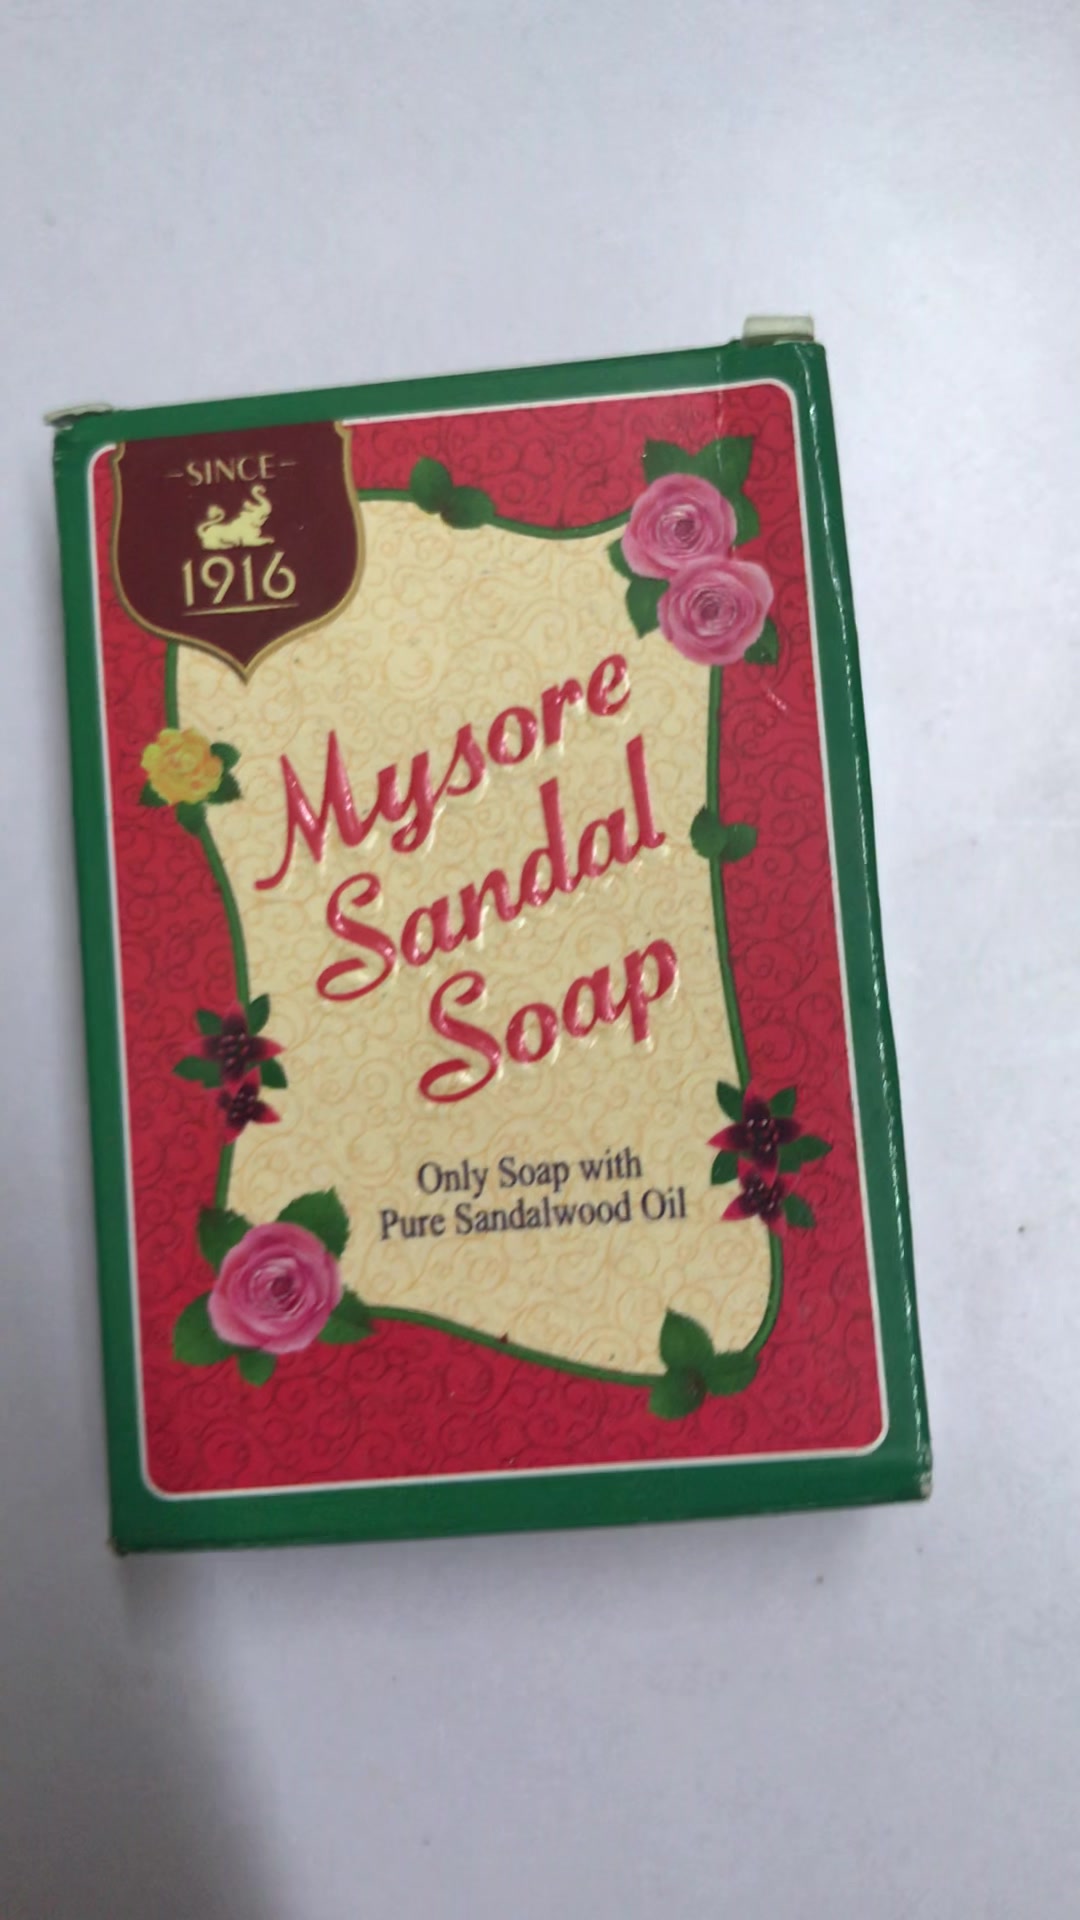 -SINCE-
1916
Mysore
Sandal
Soap
Only Soap with
Pure Sandalwood Oil